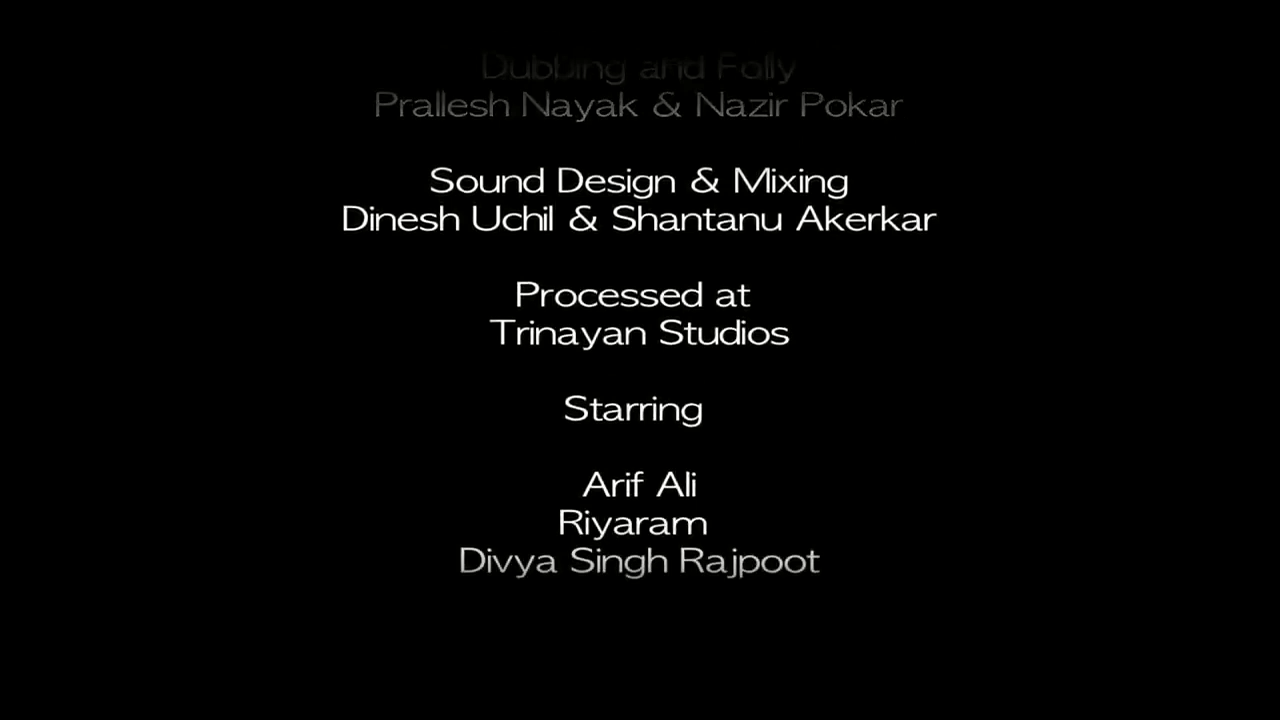 Dubbing and Folly
Prallesh Nayak & Nazir Pokar
Sound Design & Mixing
Dinesh Uchil & Shantanu Akerkar
Processed at
Trinayan Studios
Starring
Arif Ali
Riyaram
Divya Singh Rajpoot